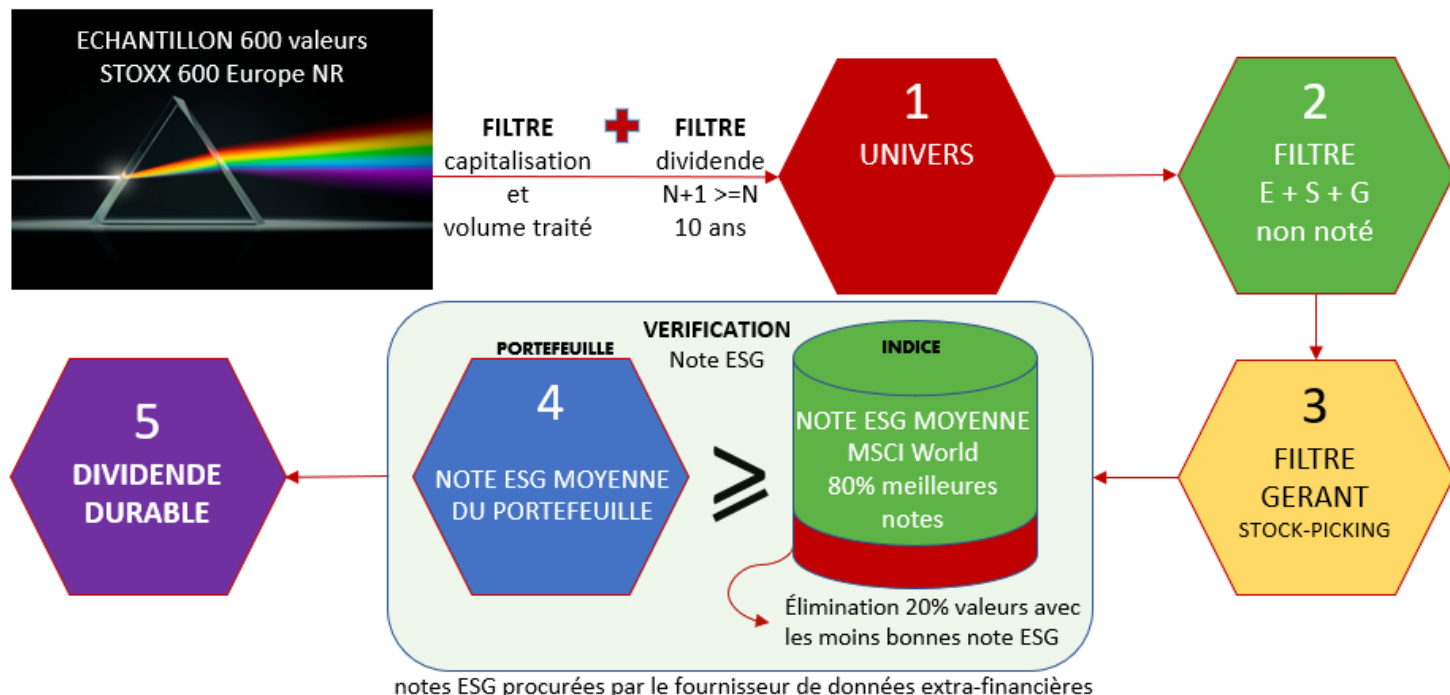 ECHANTILLON 600 valeurs
STOXX 600 Europe NR
FILTRE
capitalisation
et
volume traité
FILTRE
dividende
N+1 >=N
10 ans
1
UNIVERS
2
FILTRE
E + S + G
non noté
3
FILTRE
GERANT
STOCK-PICKING
VERIFICATION
Note ESG
PORTEFEUILLE
4
NOTE ESG MOYENNE
DU PORTEFEUILLE
⩾
INDICE
NOTE ESG MOYENNE
MSCI World
80% meilleures
notes
Élimination 20% valeurs avec
les moins bonnes note ESG
5
DIVIDENDE
DURABLE
notes ESG procurées par le fournisseur de données extra-financières